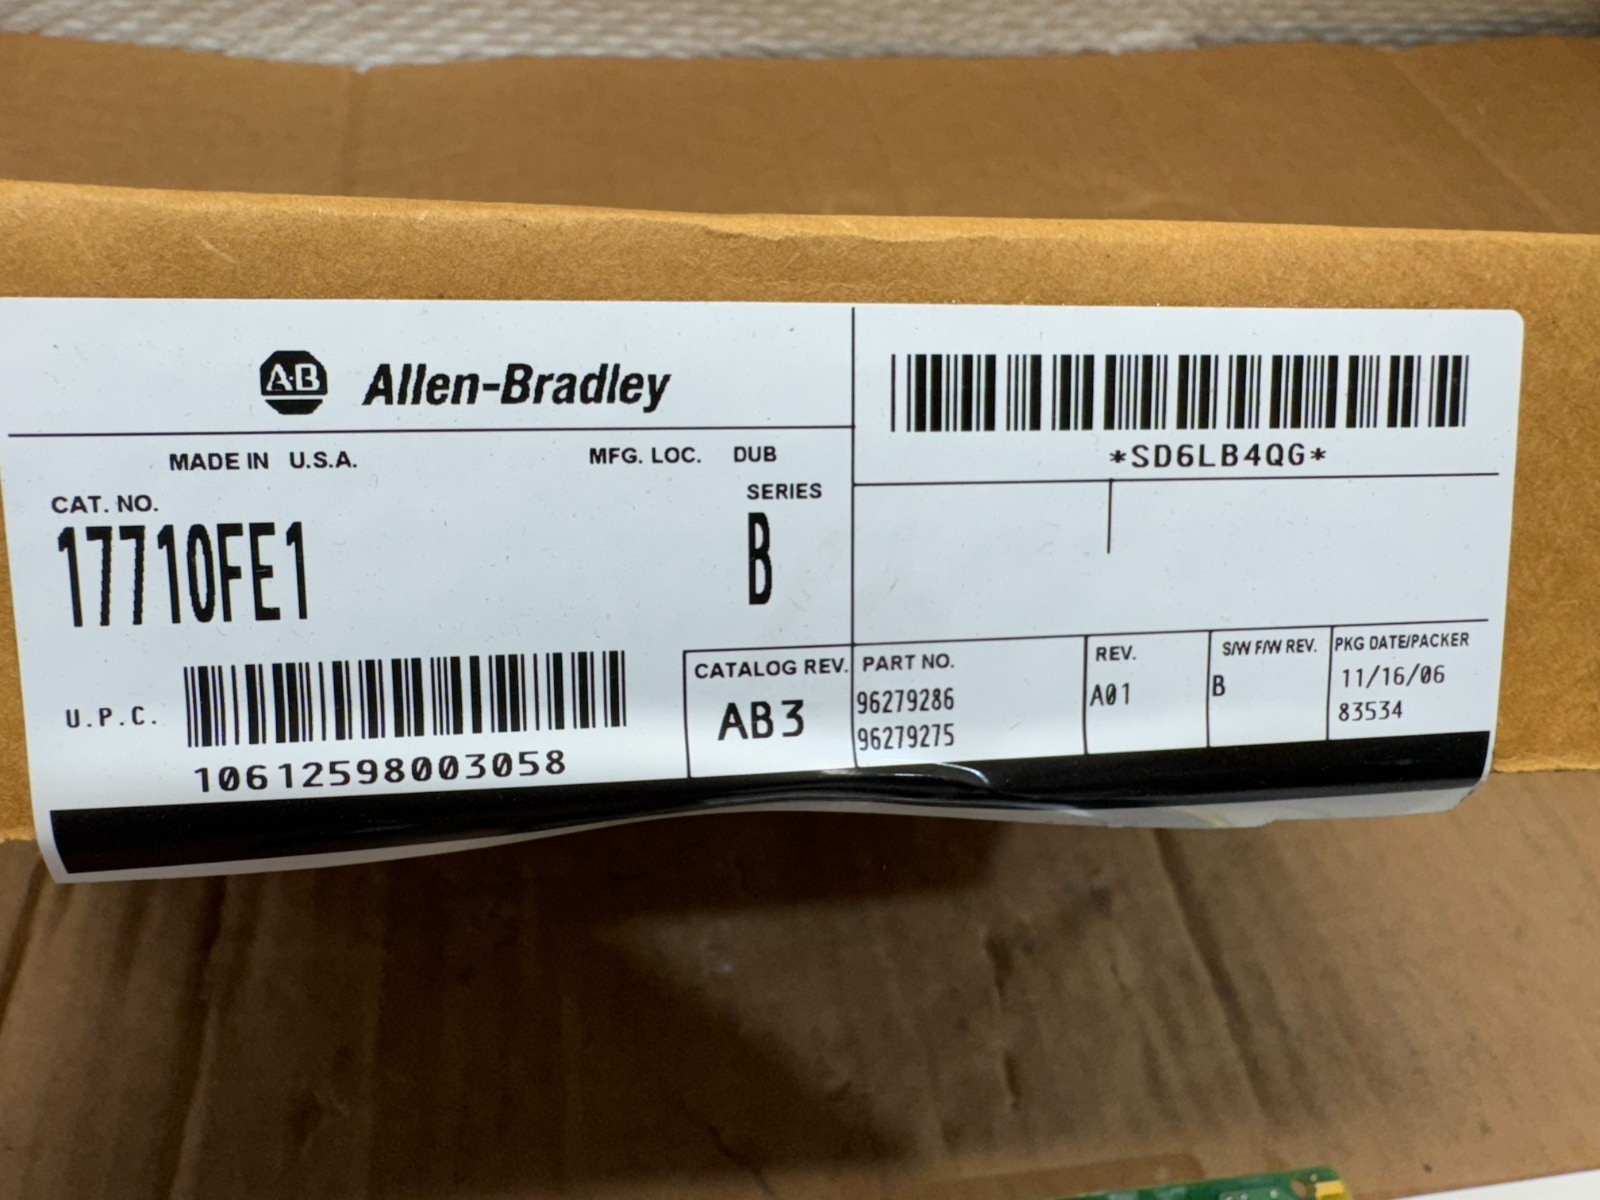 A·B Allen-Bradley
*SD6LB4QG*
MADE IN U.S.A. MFG. LOC. DUB
CAT. NO. SERIES
17710FE1 B
U.P.C.
10612598003058
CATALOG REV.
AB3
PART NO.
96279286
96279275
REV.
A01
S/W F/W REV.
B
PKG DATE/PACKER
11/16/06
83534